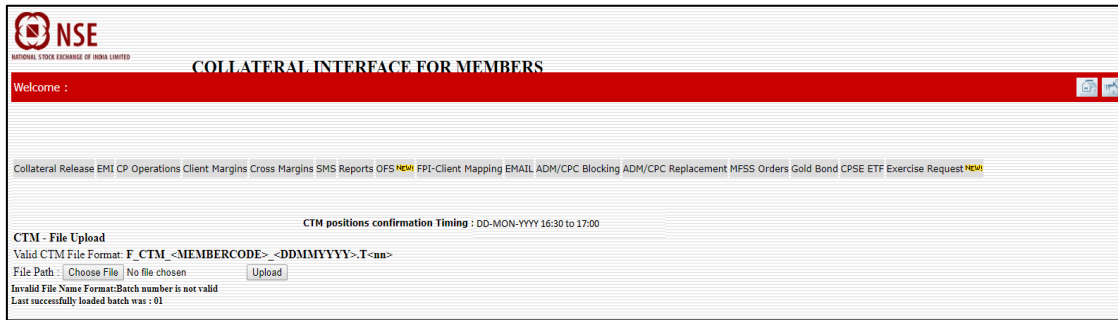 NSE
NATIONAL STOCK EXCHANGE OF INDIA LIMITED
COLLATERAL INTERFACE FOR MEMBERS
Welcome :
Collateral Release EMI CP Operations Client Margins Cross Margins SMS Reports OFS NEW! FPI-Client Mapping EMAIL ADM/CPC Blocking ADM/CPC Replacement MFSS Orders Gold Bond CPSE ETF Exercise Request NEW!
CTM positions confirmation Timing : DD-MON-YYYY 16:30 to 17:00
CTM - File Upload
Valid CTM File Format: F_CTM_<MEMBERCODE>_<DDMMYYYY>.T<nn>
File Path : Choose File No file chosen Upload
Invalid File Name Format:Batch number is not valid
Last successfully loaded batch was : 01